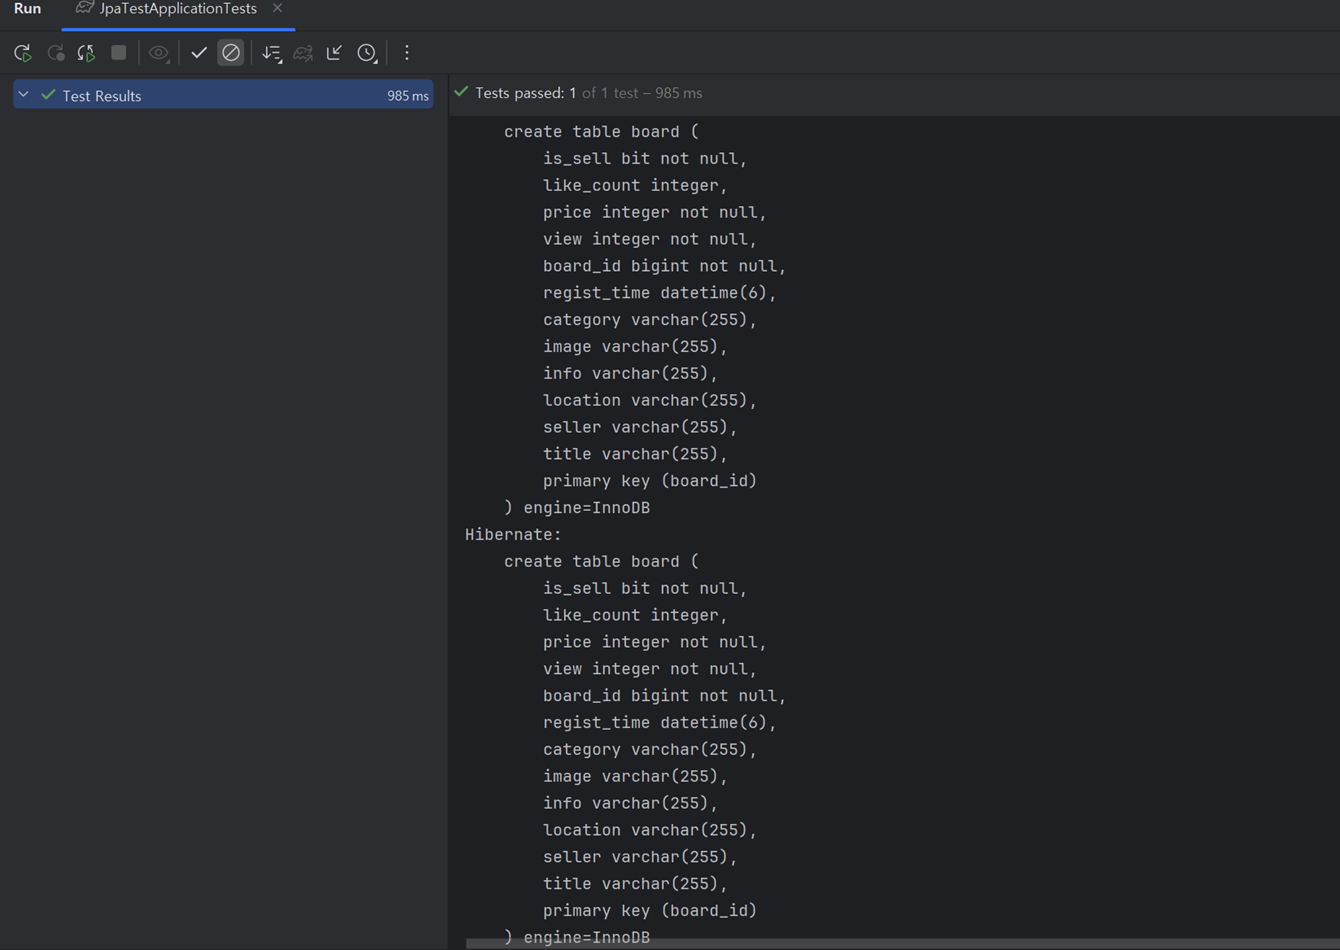 Run
JpaTestApplicationTests
Test Results
985 ms
Tests passed: 1 of 1 test – 985 ms
create table board (
is_sell bit not null,
like_count integer,
price integer not null,
view integer not null,
board_id bigint not null,
regist_time datetime(6),
category varchar(255),
image varchar(255),
info varchar(255),
location varchar(255),
seller varchar(255),
title varchar(255),
primary key (board_id)
) engine=InnoDB
Hibernate:
create table board (
is_sell bit not null,
like_count integer,
price integer not null,
view integer not null,
board_id bigint not null,
regist_time datetime(6),
category varchar(255),
image varchar(255),
info varchar(255),
location varchar(255),
seller varchar(255),
title varchar(255),
primary key (board_id)
) engine=InnoDB